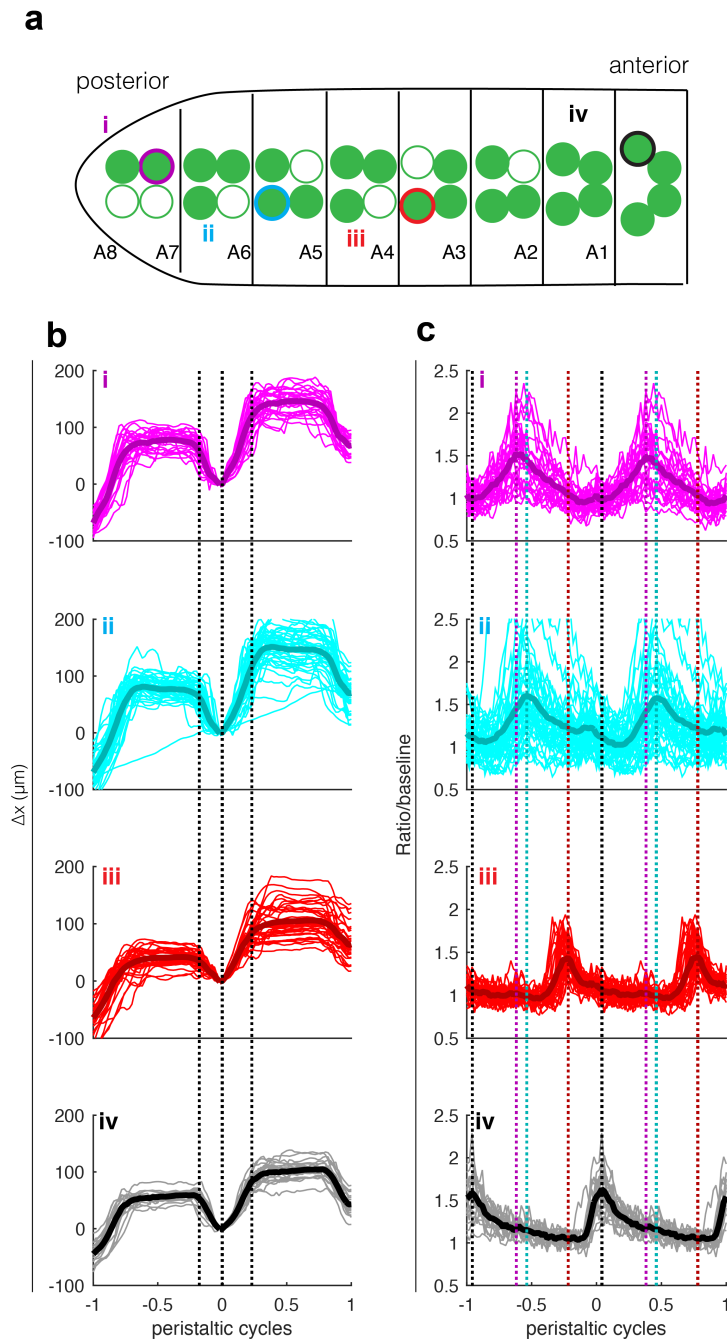 a
posterior
anterior
i
iv
ii
iii
A8
A7
A6
A5
A4
A3
A2
A1
b
c
i
200
100
0
-100
i
2.5
2
1.5
1
0.5
ii
200
100
0
-100
ii
2.5
2
1.5
1
0.5
Δx (μm)
Ratio/baseline
iii
200
100
0
-100
iii
2.5
2
1.5
1
0.5
iv
200
100
0
-100
iv
2.5
2
1.5
1
0.5
-1
-0.5
0
0.5
1
-1
-0.5
0
0.5
1
peristaltic cycles
peristaltic cycles